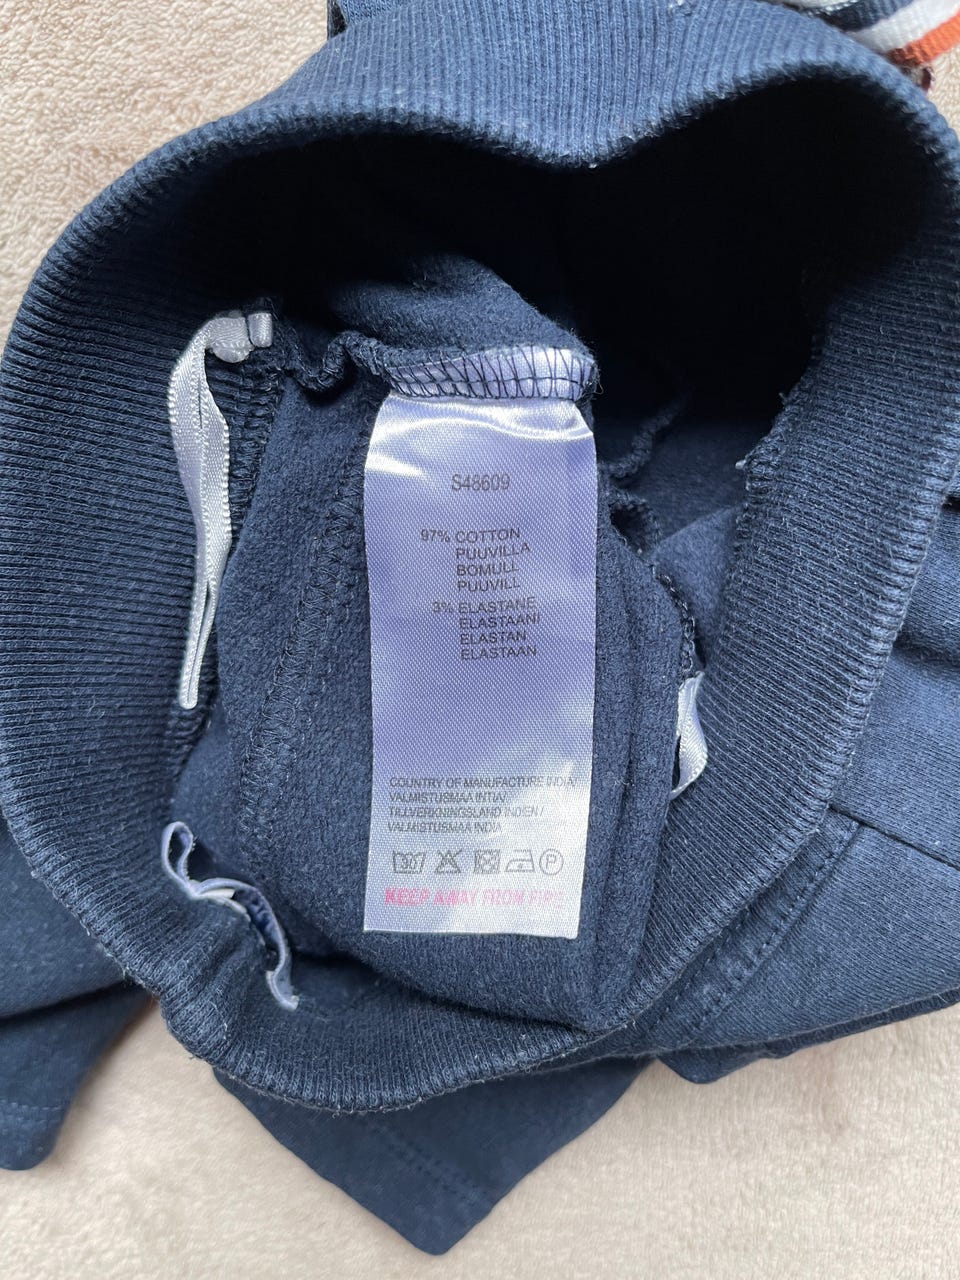 S48609
97% COTTON
PUUVILLA
BOMULL
PUUVILL
3% ELASTANE
ELASTAANI
ELASTAN
ELASTAAN
COUNTRY OF MANUFACTURE INDIA/
VALMISTUSMAA INTIA/
TILLVERKNINGSLAND INDIEN /
VALMISTUSMAA INDIA
30 P
KEEP AWAY FROM FIRE